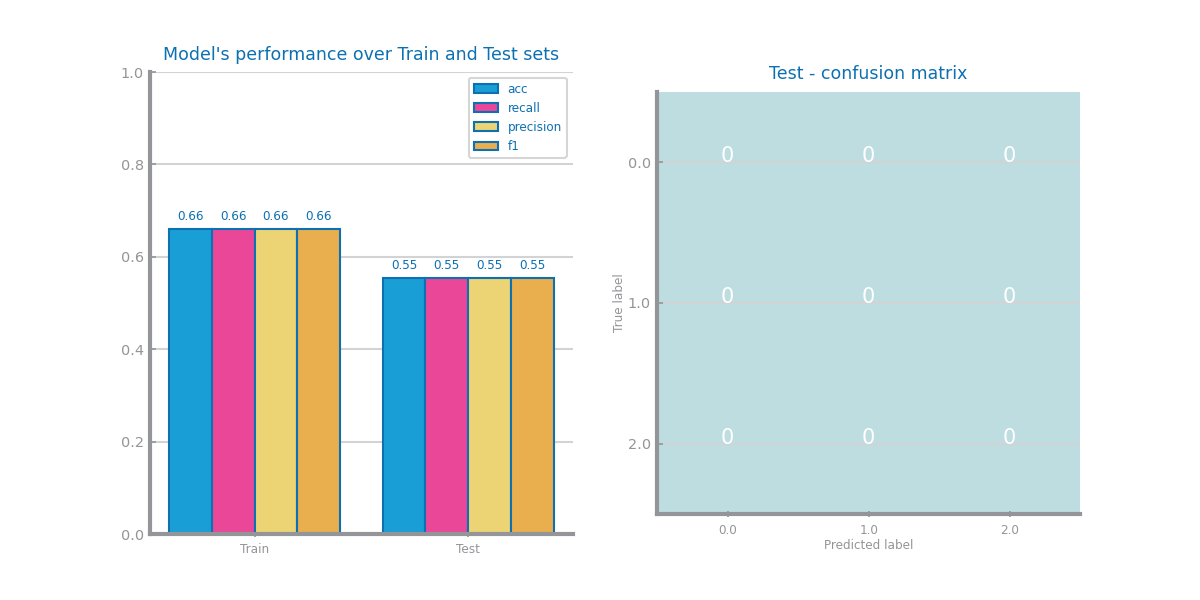 Model's performance over Train and Test sets
1.0
0.8
0.6
0.4
0.2
0.0
acc
recall
precision
f1
0.66 0.66 0.66 0.66
0.55 0.55 0.55 0.55
Train Test
Test - confusion matrix
True label
0.0 0 0 0
1.0 0 0 0
2.0 0 0 0
0.0 1.0 2.0
Predicted label